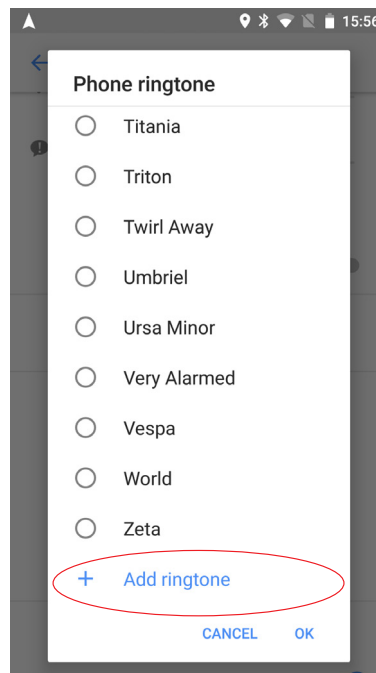 15:56
Phone ringtone
Titania
Triton
Twirl Away
Umbriel
Ursa Minor
Very Alarmed
Vespa
World
Zeta
+ Add ringtone
CANCEL OK